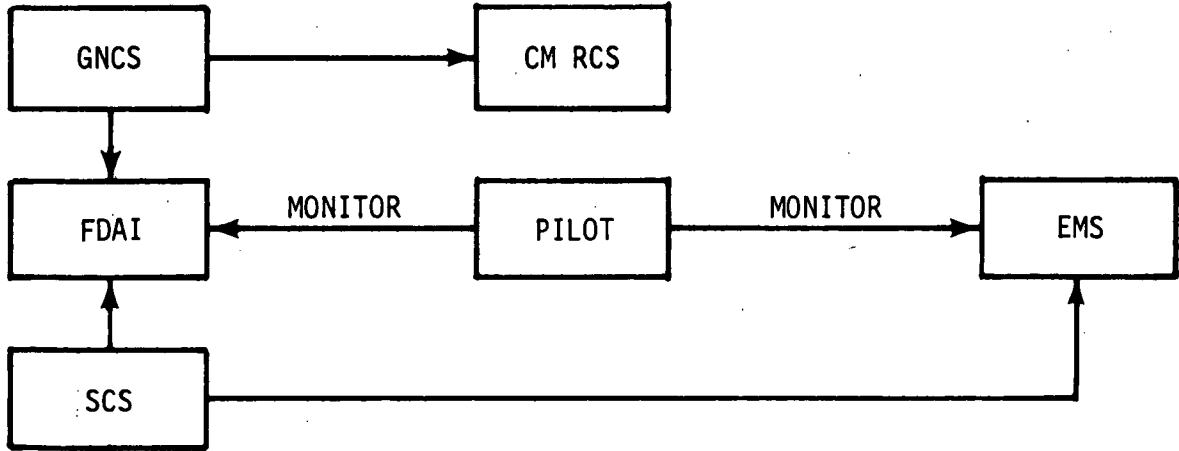 GNCS
CM RCS
FDAI
MONITOR
PILOT
MONITOR
EMS
SCS